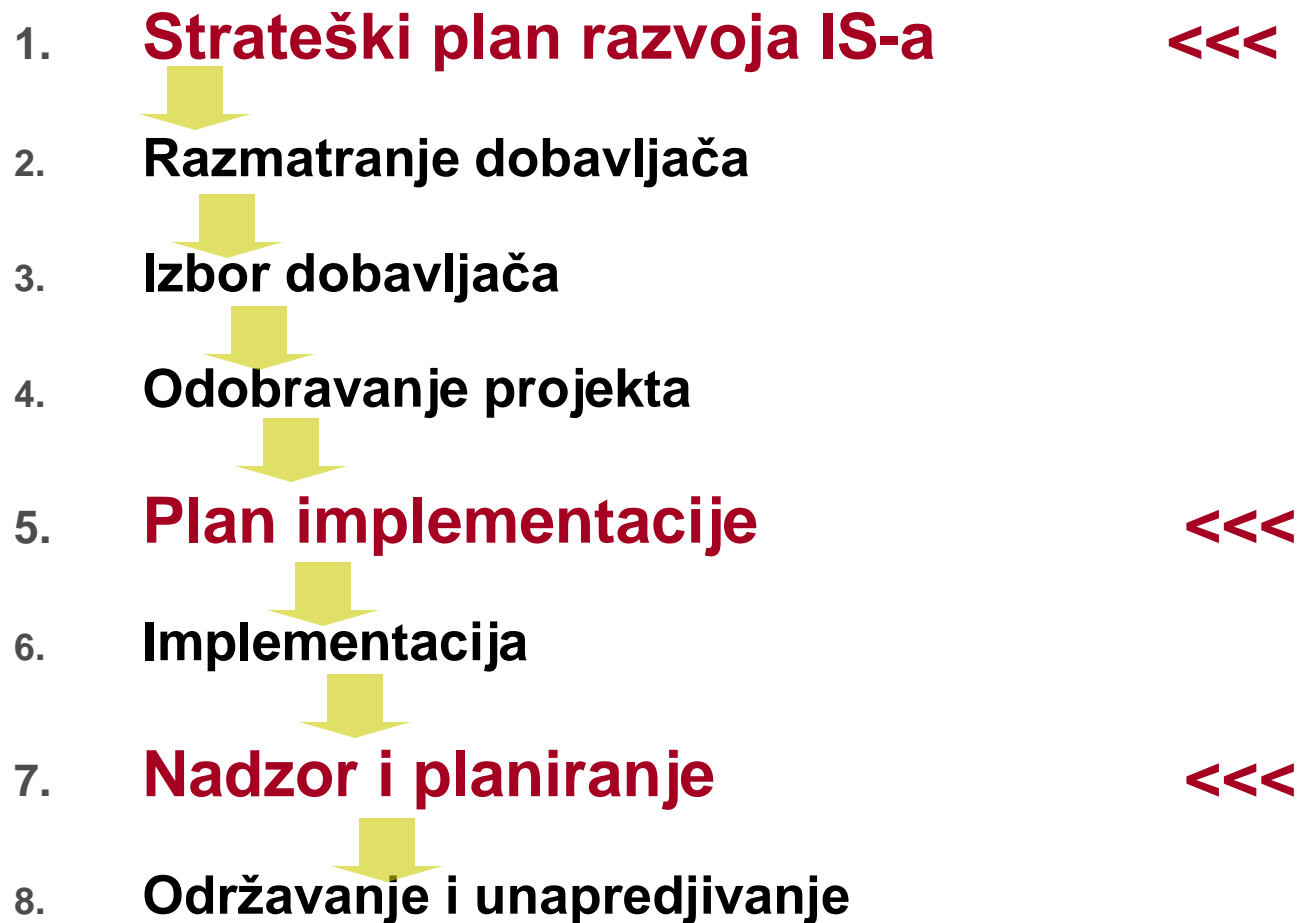 1. Strateški plan razvoja IS-a <<<
2. Razmatranje dobavljača
3. Izbor dobavljača
4. Odobravanje projekta
5. Plan implementacije <<<
6. Implementacija
7. Nadzor i planiranje <<<
8. Održavanje i unapredjivanje